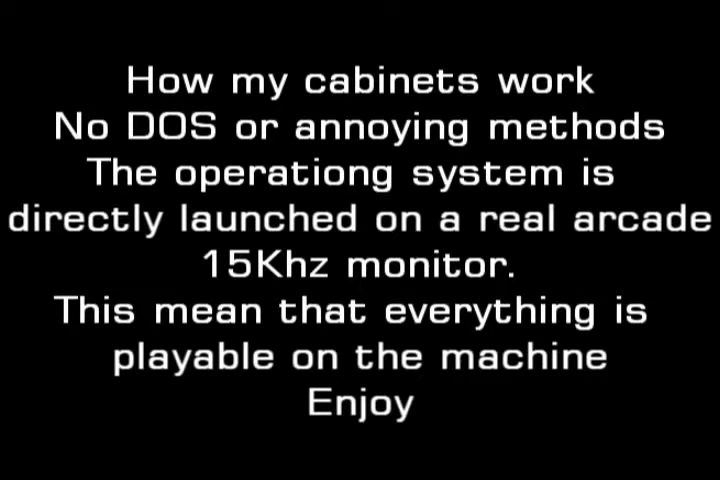 How my cabinets work
No DOS or annoying methods
The operationg system is
directly launched on a real arcade
15Khz monitor.
This mean that everything is
playable on the machine
Enjoy